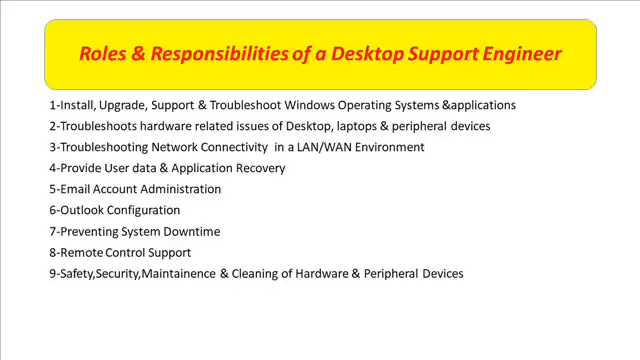 Roles & Responsibilities of a Desktop Support Engineer
1-Install, Upgrade, Support & Troubleshoot Windows Operating Systems &applications
2-Troubleshoots hardware related issues of Desktop, laptops & peripheral devices
3-Troubleshooting Network Connectivity in a LAN/WAN Environment
4-Provide User data & Application Recovery
5-Email Account Administration
6-Outlook Configuration
7-Preventing System Downtime
8-Remote Control Support
9-Safety,Security,Maintainence & Cleaning of Hardware & Peripheral Devices